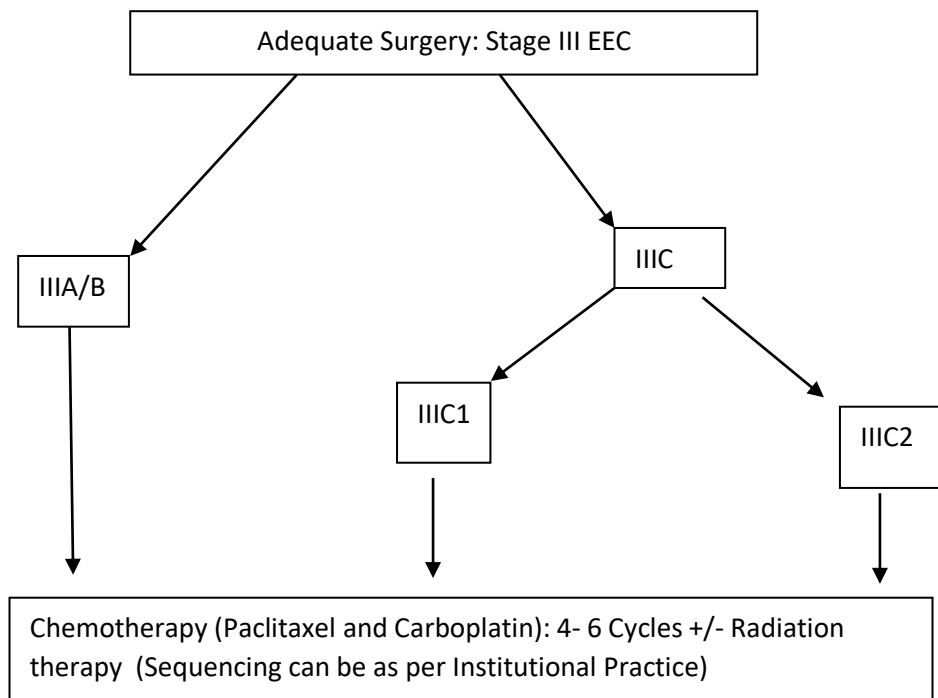 Adequate Surgery: Stage III EEC
IIIA/B
IIIC
IIIC1
IIIC2
Chemotherapy (Paclitaxel and Carboplatin): 4- 6 Cycles +/- Radiation
therapy (Sequencing can be as per Institutional Practice)